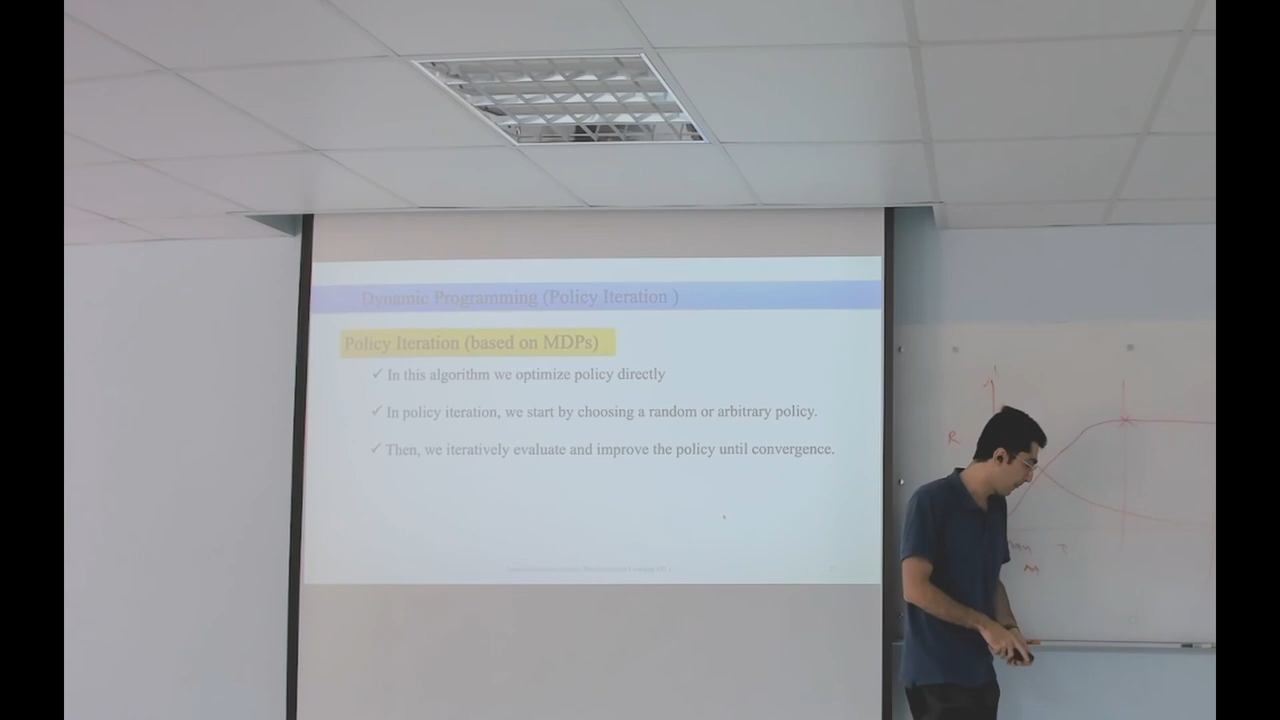 Dynamic Programming (Policy Iteration )
Policy Iteration (based on MDPs)
✓ In this algorithm we optimize policy directly
✓ In policy iteration, we start by choosing a random or arbitrary policy.
✓ Then, we iteratively evaluate and improve the policy until convergence.
R